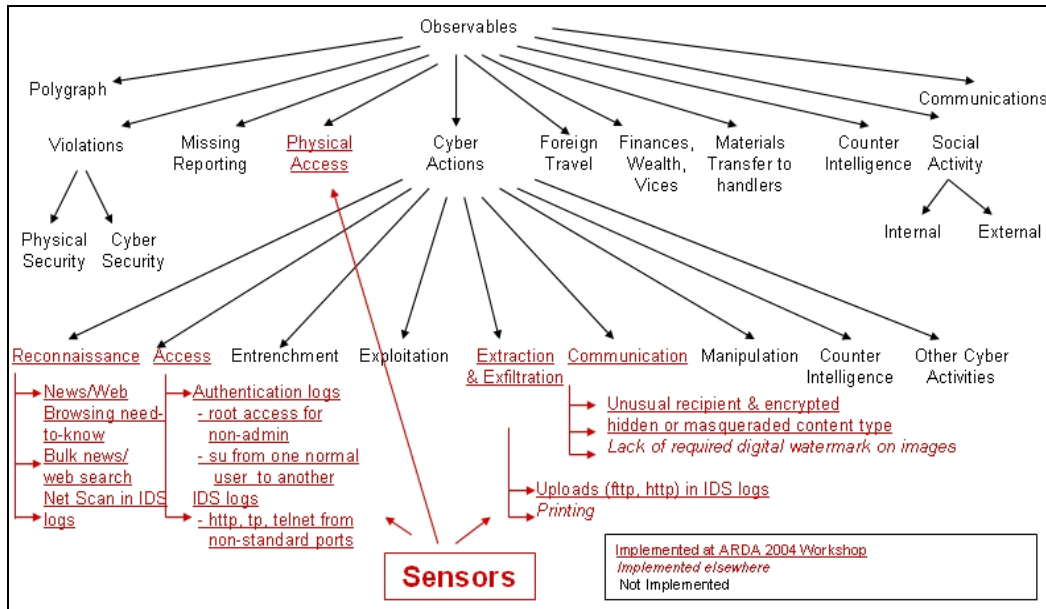 Observables
Polygraph
Communications
Violations
Missing
Reporting
Physical
Access
Cyber
Actions
Foreign
Travel
Finances,
Wealth,
Vices
Materials
Transfer to
handlers
Counter
Intelligence
Social
Activity
Physical
Security
Cyber
Security
Internal
External
Reconnaissance
Access
Entrenchment
Exploitation
Extraction
& Exfiltration
Communication
Manipulation
Counter
Intelligence
Other Cyber
Activities
News/Web
Browsing need-
to-know
Bulk news/
web search
Net Scan in IDS
logs
Authentication logs
- root access for
non-admin
- su from one normal
user to another
IDS logs
- http, tp, telnet from
non-standard ports
Unusual recipient & encrypted
hidden or masqueraded content type
Lack of required digital watermark on images
Uploads (fttp, http) in IDS logs
Printing
Sensors
Implemented at ARDA 2004 Workshop
Implemented elsewhere
Not Implemented